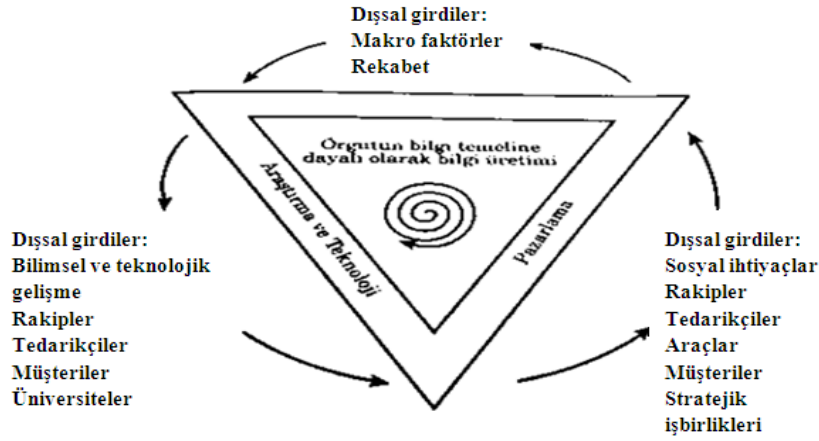 Dışsal girdiler:
Makro faktörler
Rekabet
Örgutun bilgi temeline
dayalı olarak bilgi üretimi
Araştırma ve Teknoloji
Pazarlama
Dışsal girdiler:
Bilimsel ve teknolojik
gelişme
Rakipler
Tedarikçiler
Müşteriler
Üniversiteler
Dışsal girdiler:
Sosyal ihtiyaçlar
Rakipler
Tedarikçiler
Araçlar
Müşteriler
Stratejik
işbirlikleri